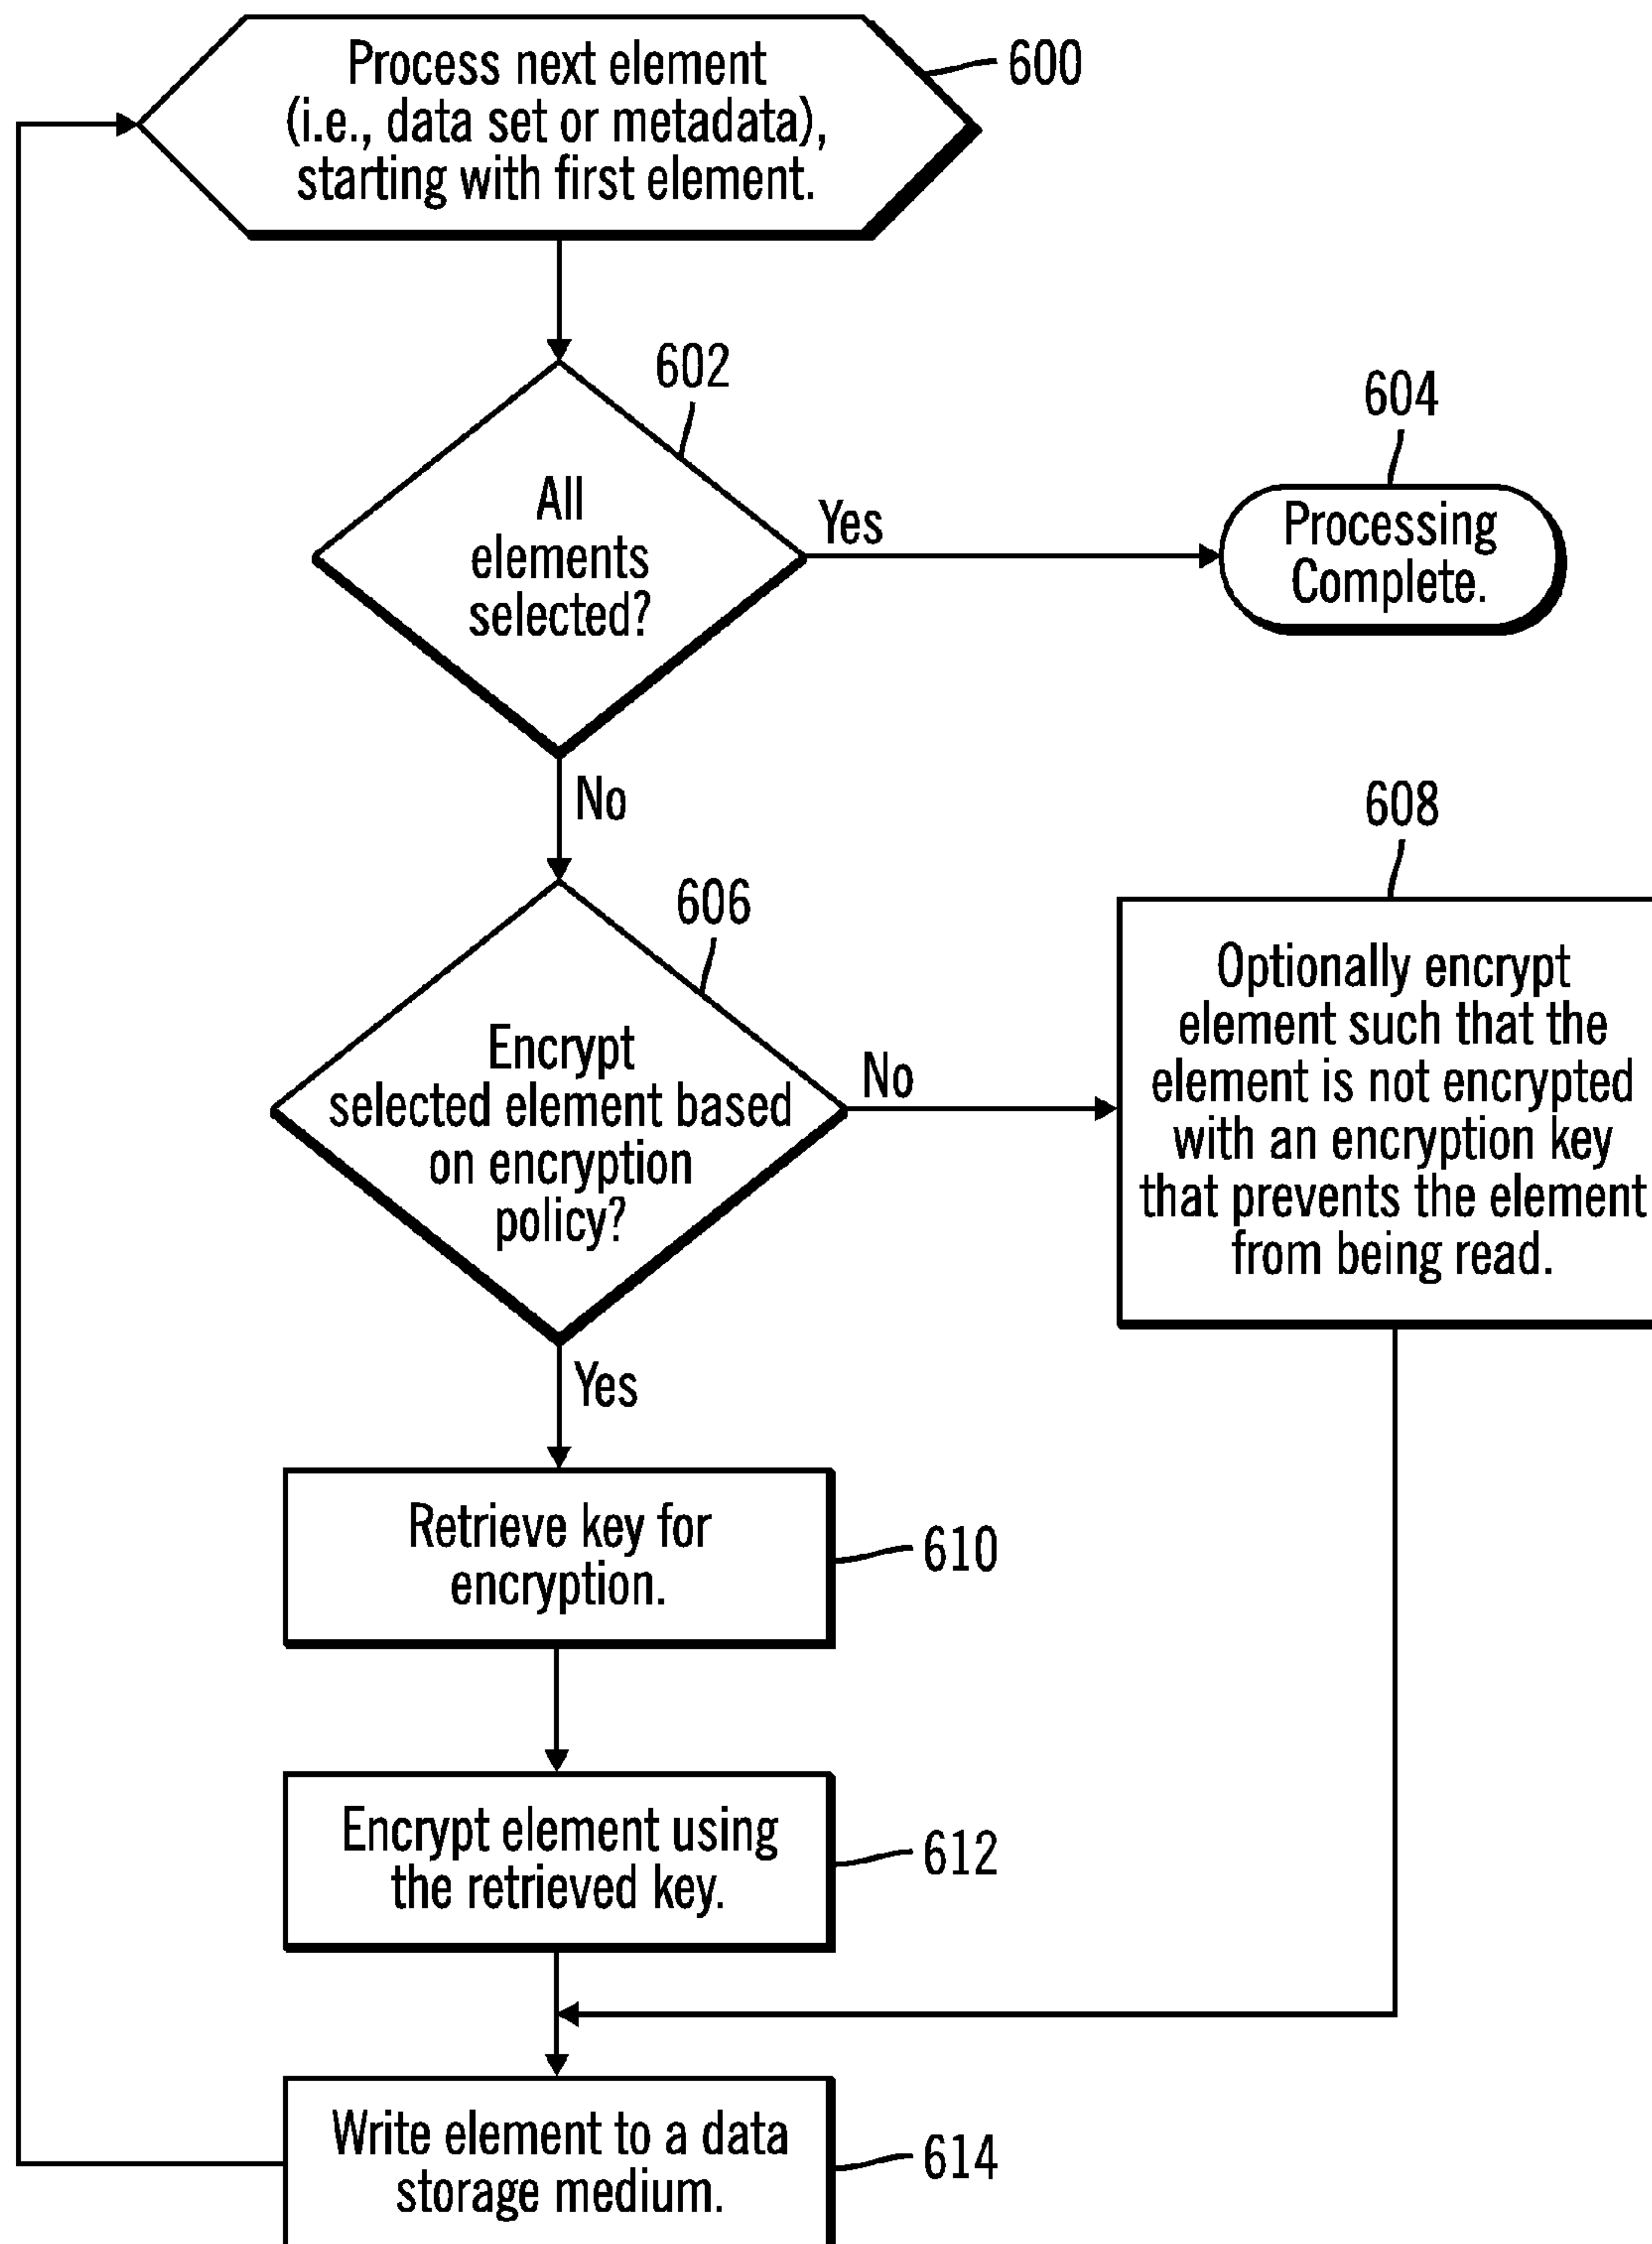 Process next element
(i.e., data set or metadata),
starting with first element.
600
602
All
elements
selected?
Yes
604
Processing
Complete.
No
606
Encrypt
selected element based
on encryption
policy?
No
608
Optionally encrypt
element such that the
element is not encrypted
with an encryption key
that prevents the element
from being read.
Yes
Retrieve key for
encryption.
610
Encrypt element using
the retrieved key.
612
Write element to a data
storage medium.
614